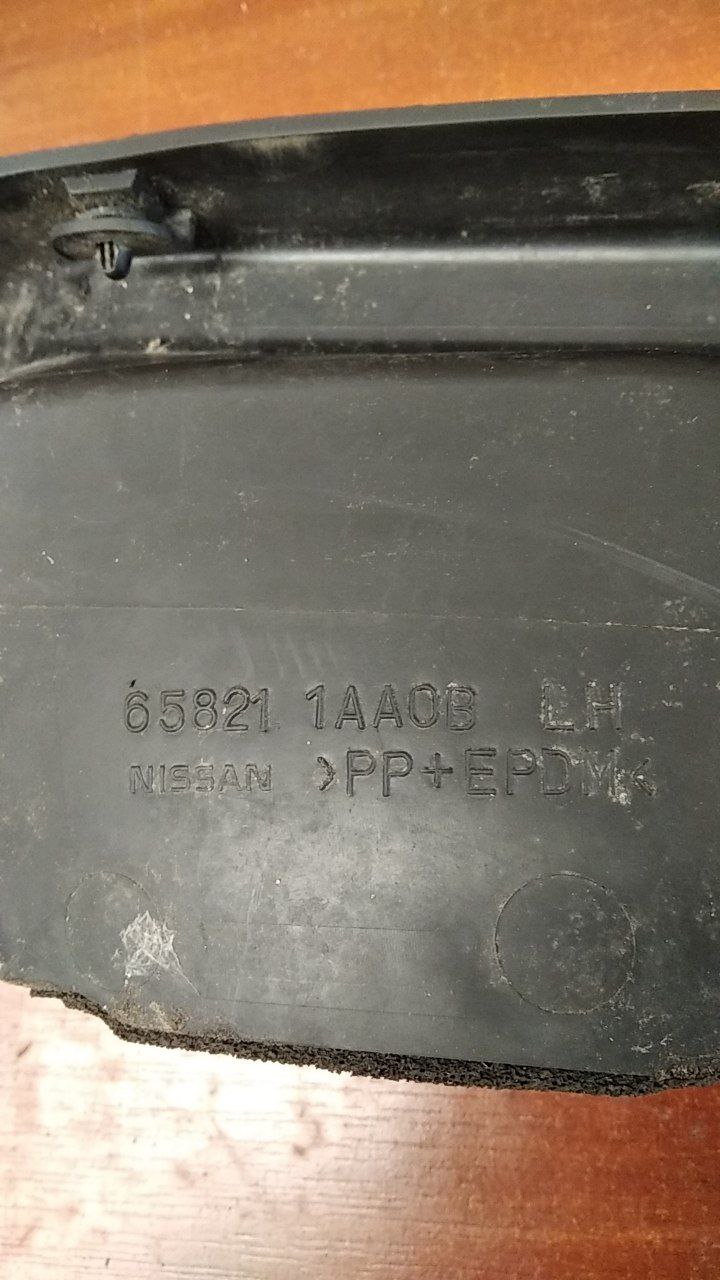 65821 1AA0B LH
NISSAN >PP+EPDM<